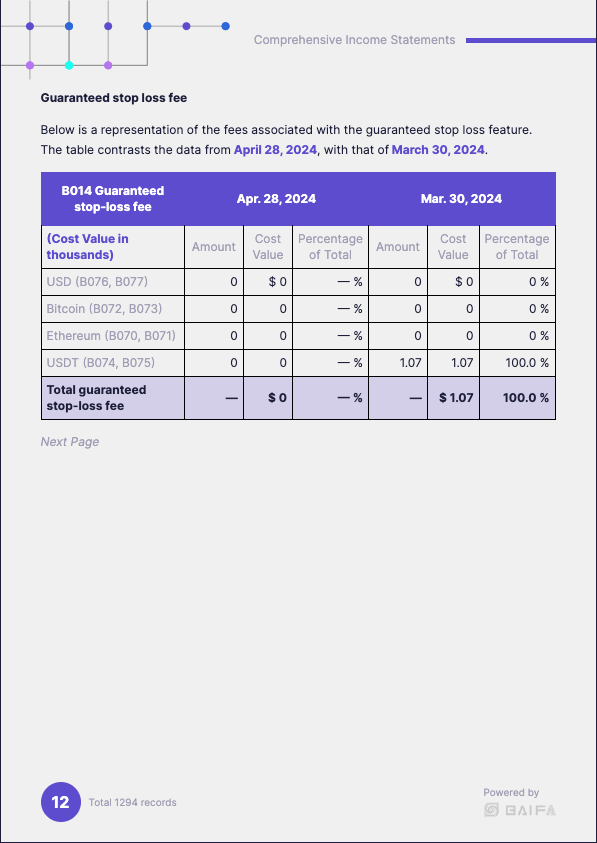 Comprehensive Income Statements
Guaranteed stop loss fee
Below is a representation of the fees associated with the guaranteed stop loss feature.
The table contrasts the data from April 28, 2024, with that of March 30, 2024.
B014 Guaranteed stop-loss fee Apr. 28, 2024 Mar. 30, 2024
(Cost Value in thousands) Amount Cost Value Percentage of Total Amount Cost Value Percentage of Total
USD (B076, B077) 0 $ 0 — % 0 $ 0 0 %
Bitcoin (B072, B073) 0 0 — % 0 0 0 %
Ethereum (B070, B071) 0 0 — % 0 0 0 %
USDT (B074, B075) 0 0 — % 1.07 1.07 100.0 %
Total guaranteed stop-loss fee — $ 0 — % — $ 1.07 100.0 %
Next Page
12 Total 1294 records
Powered by
BAIFA